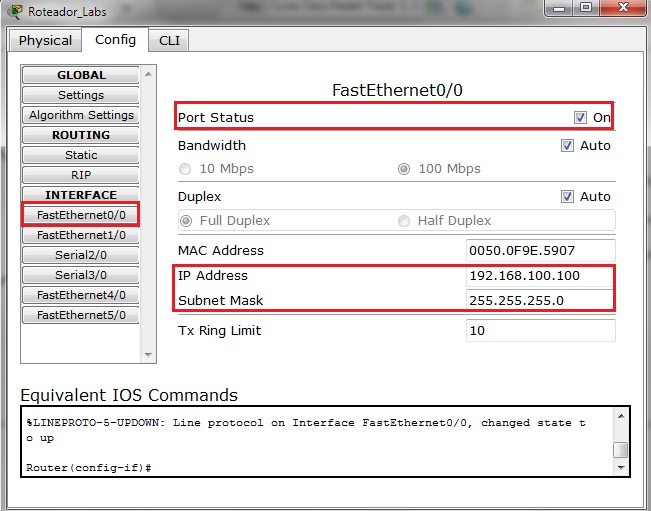 Roteador_Labs
Physical Config CLI
GLOBAL
Settings
Algorithm Settings
ROUTING
Static
RIP
INTERFACE
FastEthernet0/0
FastEthernet1/0
Serial2/0
Serial3/0
FastEthernet4/0
FastEthernet5/0
FastEthernet0/0
Port Status On
Bandwidth Auto
10 Mbps 100 Mbps
Duplex Auto
Full Duplex Half Duplex
MAC Address 0050.0F9E.5907
IP Address 192.168.100.100
Subnet Mask 255.255.255.0
Tx Ring Limit 10
Equivalent IOS Commands
%LINEPROTO-5-UPDOWN: Line protocol on Interface FastEthernet0/0, changed state t
o up
Router(config-if)#